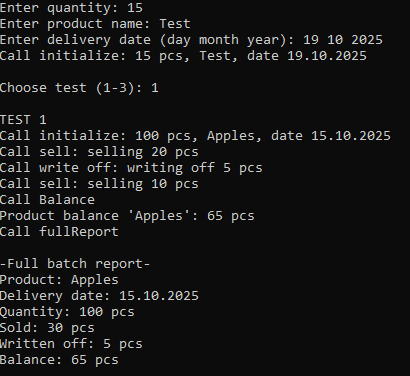 Enter quantity: 15
Enter product name: Test
Enter delivery date (day month year): 19 10 2025
Call initialize: 15 pcs, Test, date 19.10.2025
Choose test (1-3): 1
TEST 1
Call initialize: 100 pcs, Apples, date 15.10.2025
Call sell: selling 20 pcs
Call write off: writing off 5 pcs
Call sell: selling 10 pcs
Call Balance
Product balance 'Apples': 65 pcs
Call fullReport
-Full batch report-
Product: Apples
Delivery date: 15.10.2025
Quantity: 100 pcs
Sold: 30 pcs
Written off: 5 pcs
Balance: 65 pcs